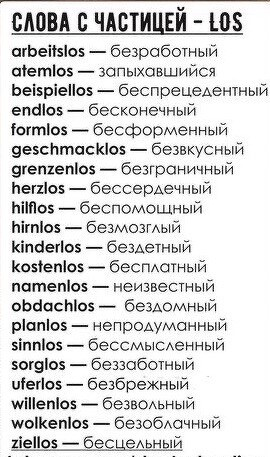 СЛОВА С ЧАСТИЦЕЙ - LOS
arbeitslos — безработный
atemlos — запыхавшийся
beispiellos — беспрецедентный
endlos — бесконечный
formlos — бесформенный
geschmacklos — безвкусный
grenzenlos — безграничный
herzlos — бессердечный
hilflos — беспомощный
hirnlos — безмозглый
kinderlos — бездетный
kostenlos — бесплатный
namenlos — неизвестный
obdachlos — бездомный
planlos — непродуманный
sinnlos — бессмысленный
sorglos — беззаботный
uferlos — безбрежный
willenlos — безвольный
wolkenlos — безоблачный
ziellos — бесцельный